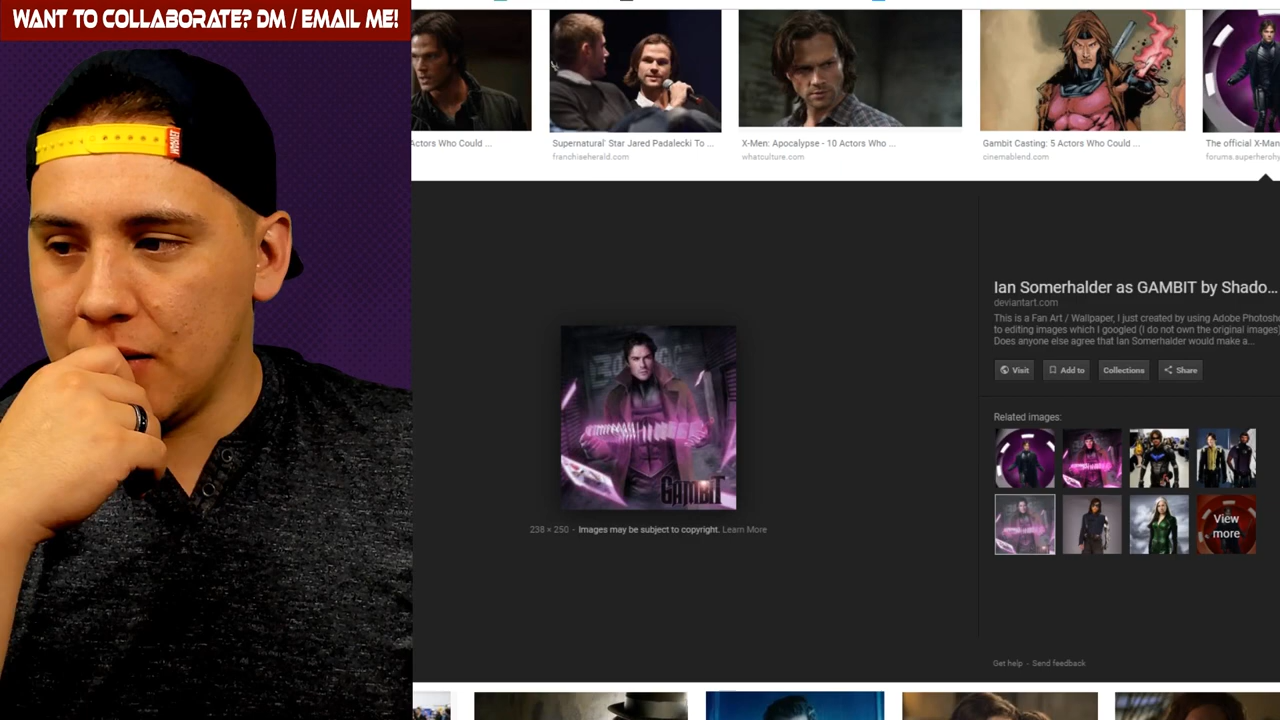 WANT TO COLLABORATE? DM / EMAIL ME!
Actors Who Could ...
Supernatural' Star Jared Padalecki To ...
franchiseherald.com
X-Men: Apocalypse - 10 Actors Who ...
whatculture.com
Gambit Casting: 5 Actors Who Could ...
cinemablend.com
The official X-Man
forums.superherohy
Ian Somerhalder as GAMBIT by Shado...
deviantart.com
This is a Fan Art / Wallpaper, I just created by using Adobe Photosho
to editing images which I googled (I do not own the original images)
Does anyone else agree that Ian Somerhalder would make a...
Visit
Add to
Collections
Share
Related images:
GAMBIT
238 × 250 - Images may be subject to copyright. Learn More
View
more
Get help - Send feedback